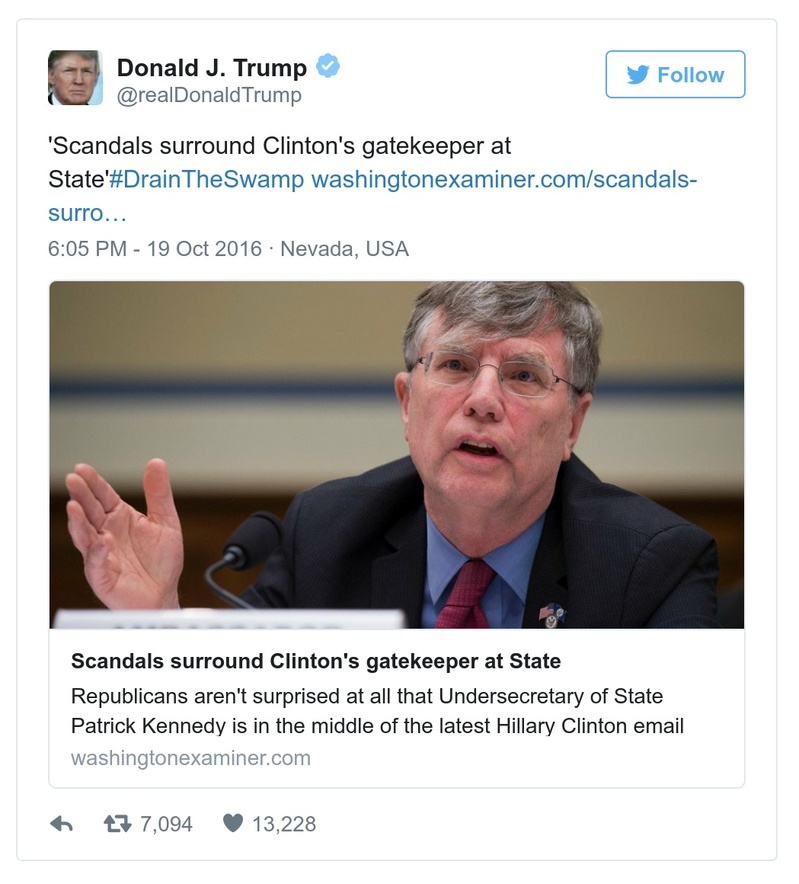 Donald J. Trump
@realDonaldTrump
Follow
'Scandals surround Clinton's gatekeeper at
State'#DrainTheSwamp washingtonexaminer.com/scandals-
surro…
6:05 PM - 19 Oct 2016 · Nevada, USA
Scandals surround Clinton's gatekeeper at State
Republicans aren't surprised at all that Undersecretary of State
Patrick Kennedy is in the middle of the latest Hillary Clinton email
washingtonexaminer.com
7,094 13,228